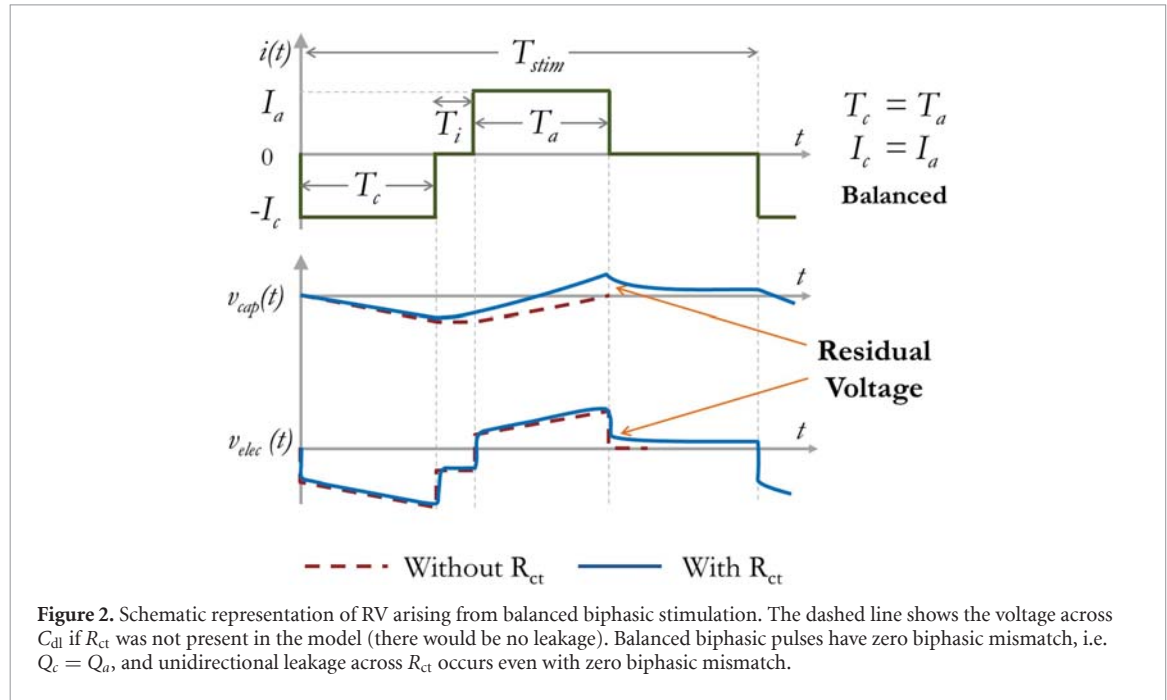 i(t)
T_stim
I_a
T_i
T_a
t
T_c = T_a
0
I_c = I_a
T_c
Balanced
-I_c
t
v_cap(t)
Residual
Voltage
v_elec (t)
t
Without R_ct
With R_ct
Figure 2. Schematic representation of RV arising from balanced biphasic stimulation. The dashed line shows the voltage across
C_dl if R_ct was not present in the model (there would be no leakage). Balanced biphasic pulses have zero biphasic mismatch, i.e.
Q_c = Q_a, and unidirectional leakage across R_ct occurs even with zero biphasic mismatch.